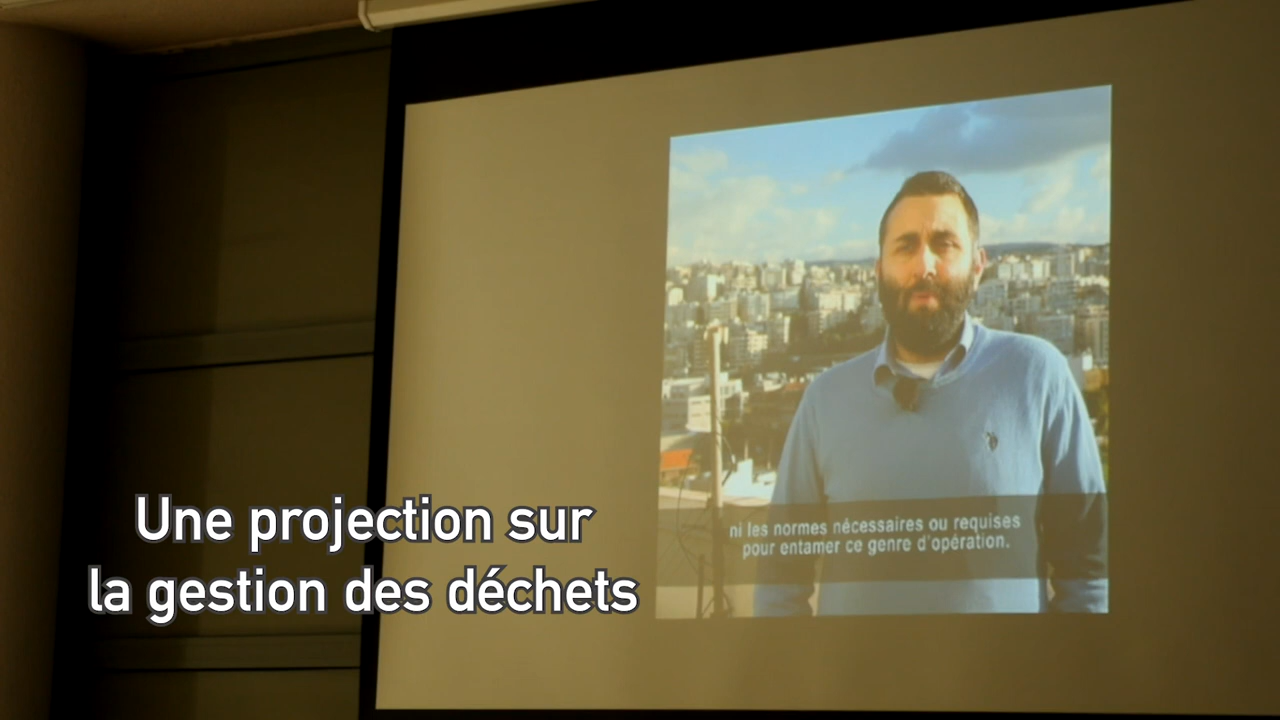 Une projection sur
la gestion des déchets
ni les normes nécessaires ou requises
pour entamer ce genre d'opération.